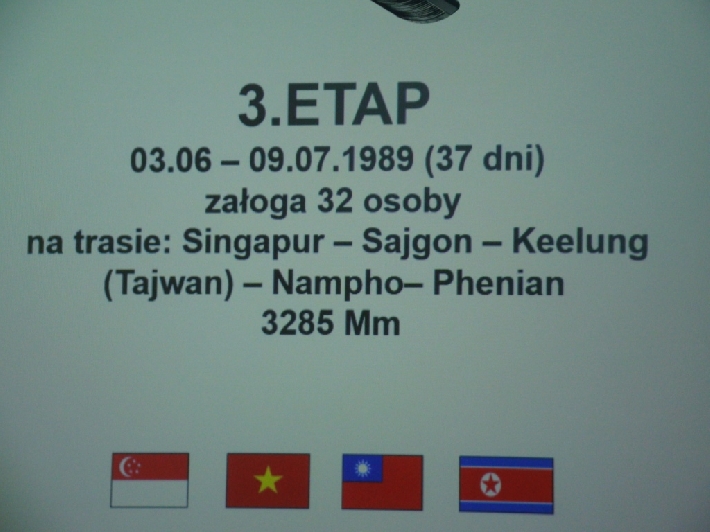 3.ETAP
03.06 – 09.07.1989 (37 dni)
załoga 32 osoby
na trasie: Singapur – Sajgon – Keelung
(Tajwan) – Nampho– Phenian
3285 Mm